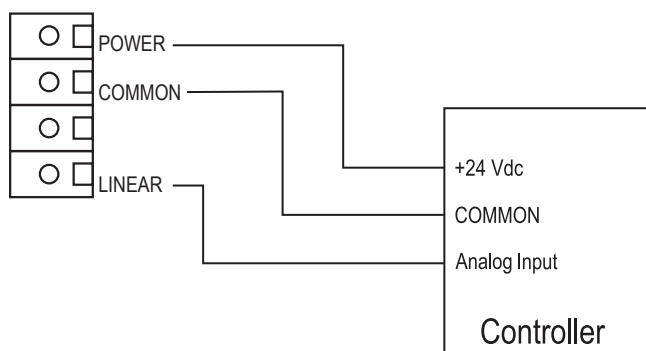 POWER
COMMON
LINEAR
+24 Vdc
COMMON
Analog Input
Controller